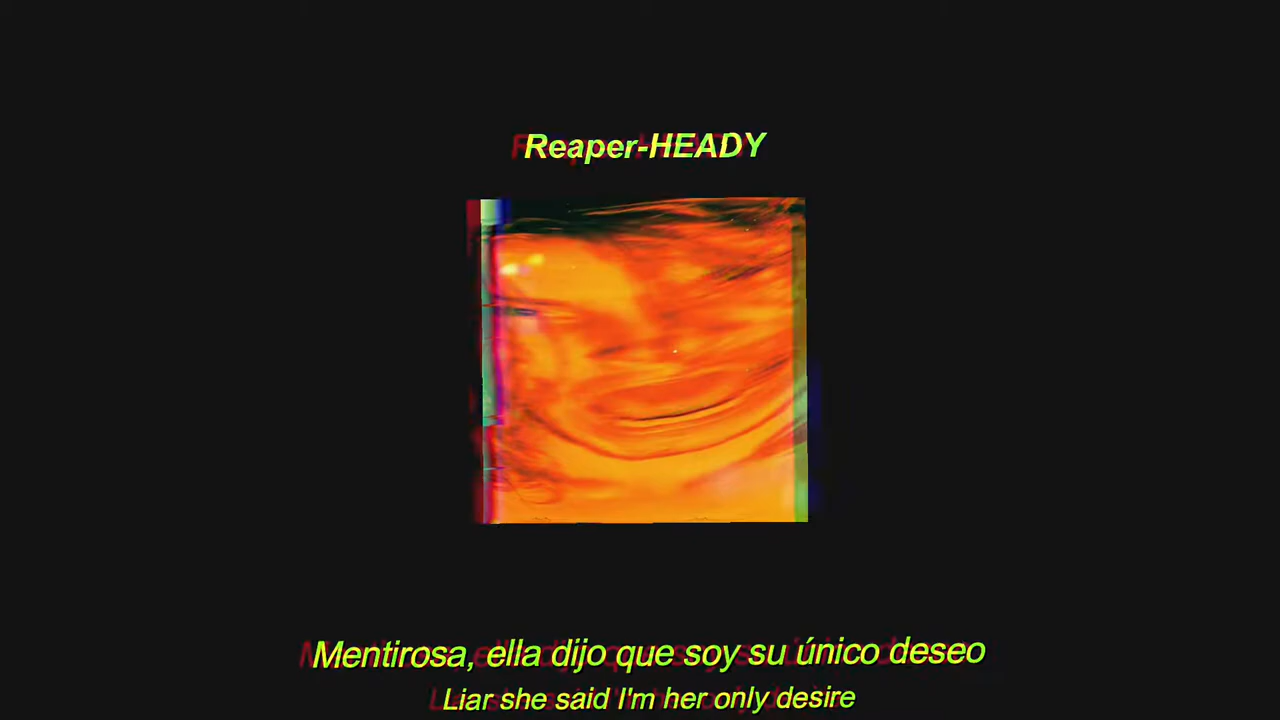 Reaper-HEADY
Mentirosa, ella dijo que soy su único deseo
Liar she said I'm her only desire